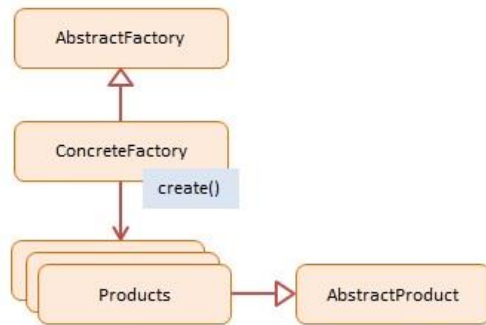 AbstractFactory
ConcreteFactory
create()
Products
AbstractProduct